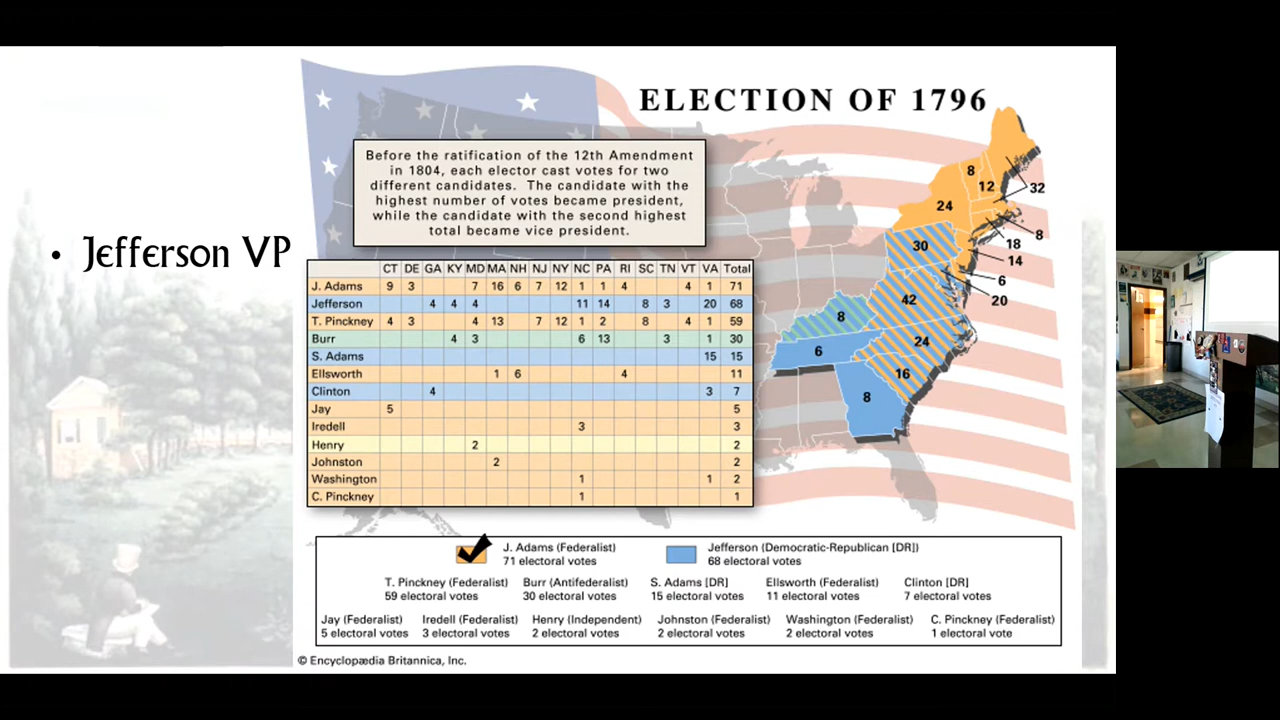 ELECTION OF 1796
Before the ratification of the 12th Amendment
in 1804, each elector cast votes for two
different candidates. The candidate with the
highest number of votes became president,
while the candidate with the second highest
total became vice president.
• Jefferson VP
CT DE GA KY MD MA NH NJ NY NC PA RI SC TN VT VA Total
J. Adams 9 3 7 16 6 7 12 1 1 4 4 1 71
Jefferson 4 4 4 11 14 8 3 20 68
T. Pinckney 4 3 4 13 7 12 1 2 8 4 1 59
Burr 4 3 6 13 3 1 30
S. Adams 15 15
Ellsworth 1 6 4 11
Clinton 4 3 7
Jay 5 5
Iredell 3 3
Henry 2 2
Johnston 2 2
Washington 1 1 2
C. Pinckney 1 1
8
12
32
24
8
18
30
14
6
20
42
8
24
6
16
8
J. Adams (Federalist)
71 electoral votes
Jefferson (Democratic-Republican [DR])
68 electoral votes
T. Pinckney (Federalist)
59 electoral votes
Burr (Antifederalist)
30 electoral votes
S. Adams [DR]
15 electoral votes
Ellsworth (Federalist)
11 electoral votes
Clinton [DR]
7 electoral votes
Jay (Federalist)
5 electoral votes
Iredell (Federalist)
3 electoral votes
Henry (Independent)
2 electoral votes
Johnston (Federalist)
2 electoral votes
Washington (Federalist)
2 electoral votes
C. Pinckney (Federalist)
1 electoral vote
© Encyclopædia Britannica, Inc.